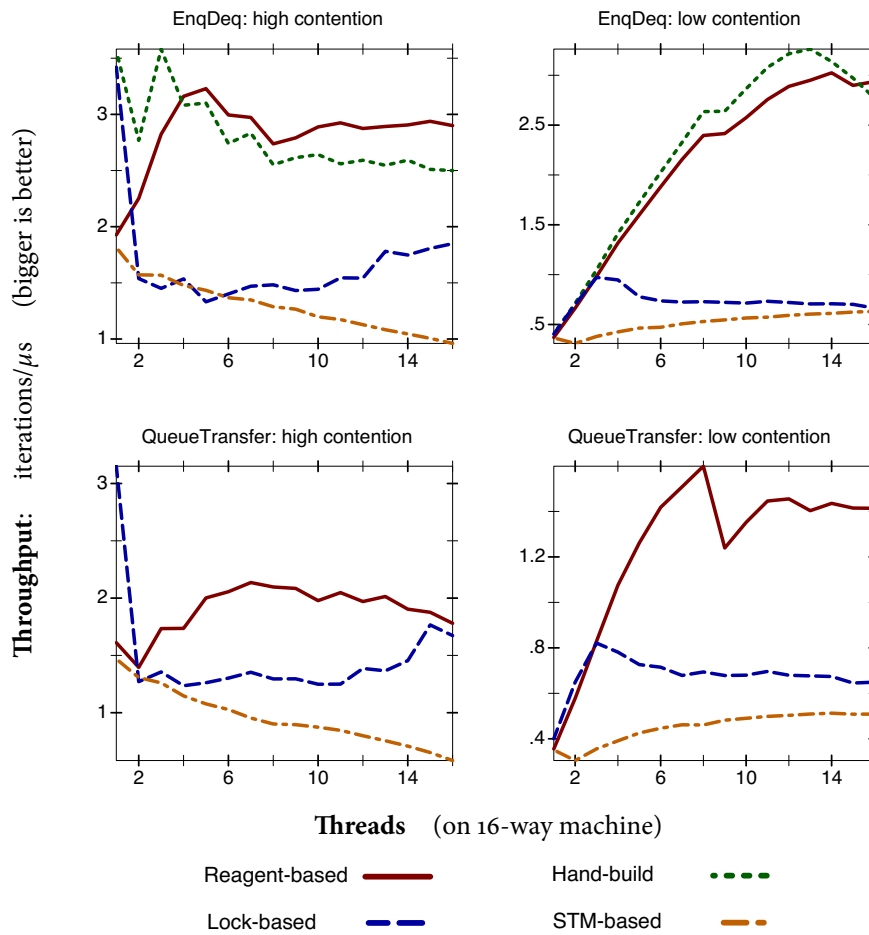 EnqDeq: high contention
EnqDeq: low contention
3
2
1
2 6 10 14
2.5
1.5
.5
2 6 10 14
QueueTransfer: high contention
QueueTransfer: low contention
3
2
1
2 6 10 14
1.2
.8
.4
2 6 10 14
Throughput: iterations/μs (bigger is better)
Threads (on 16-way machine)
Reagent-based
Hand-build
Lock-based
STM-based